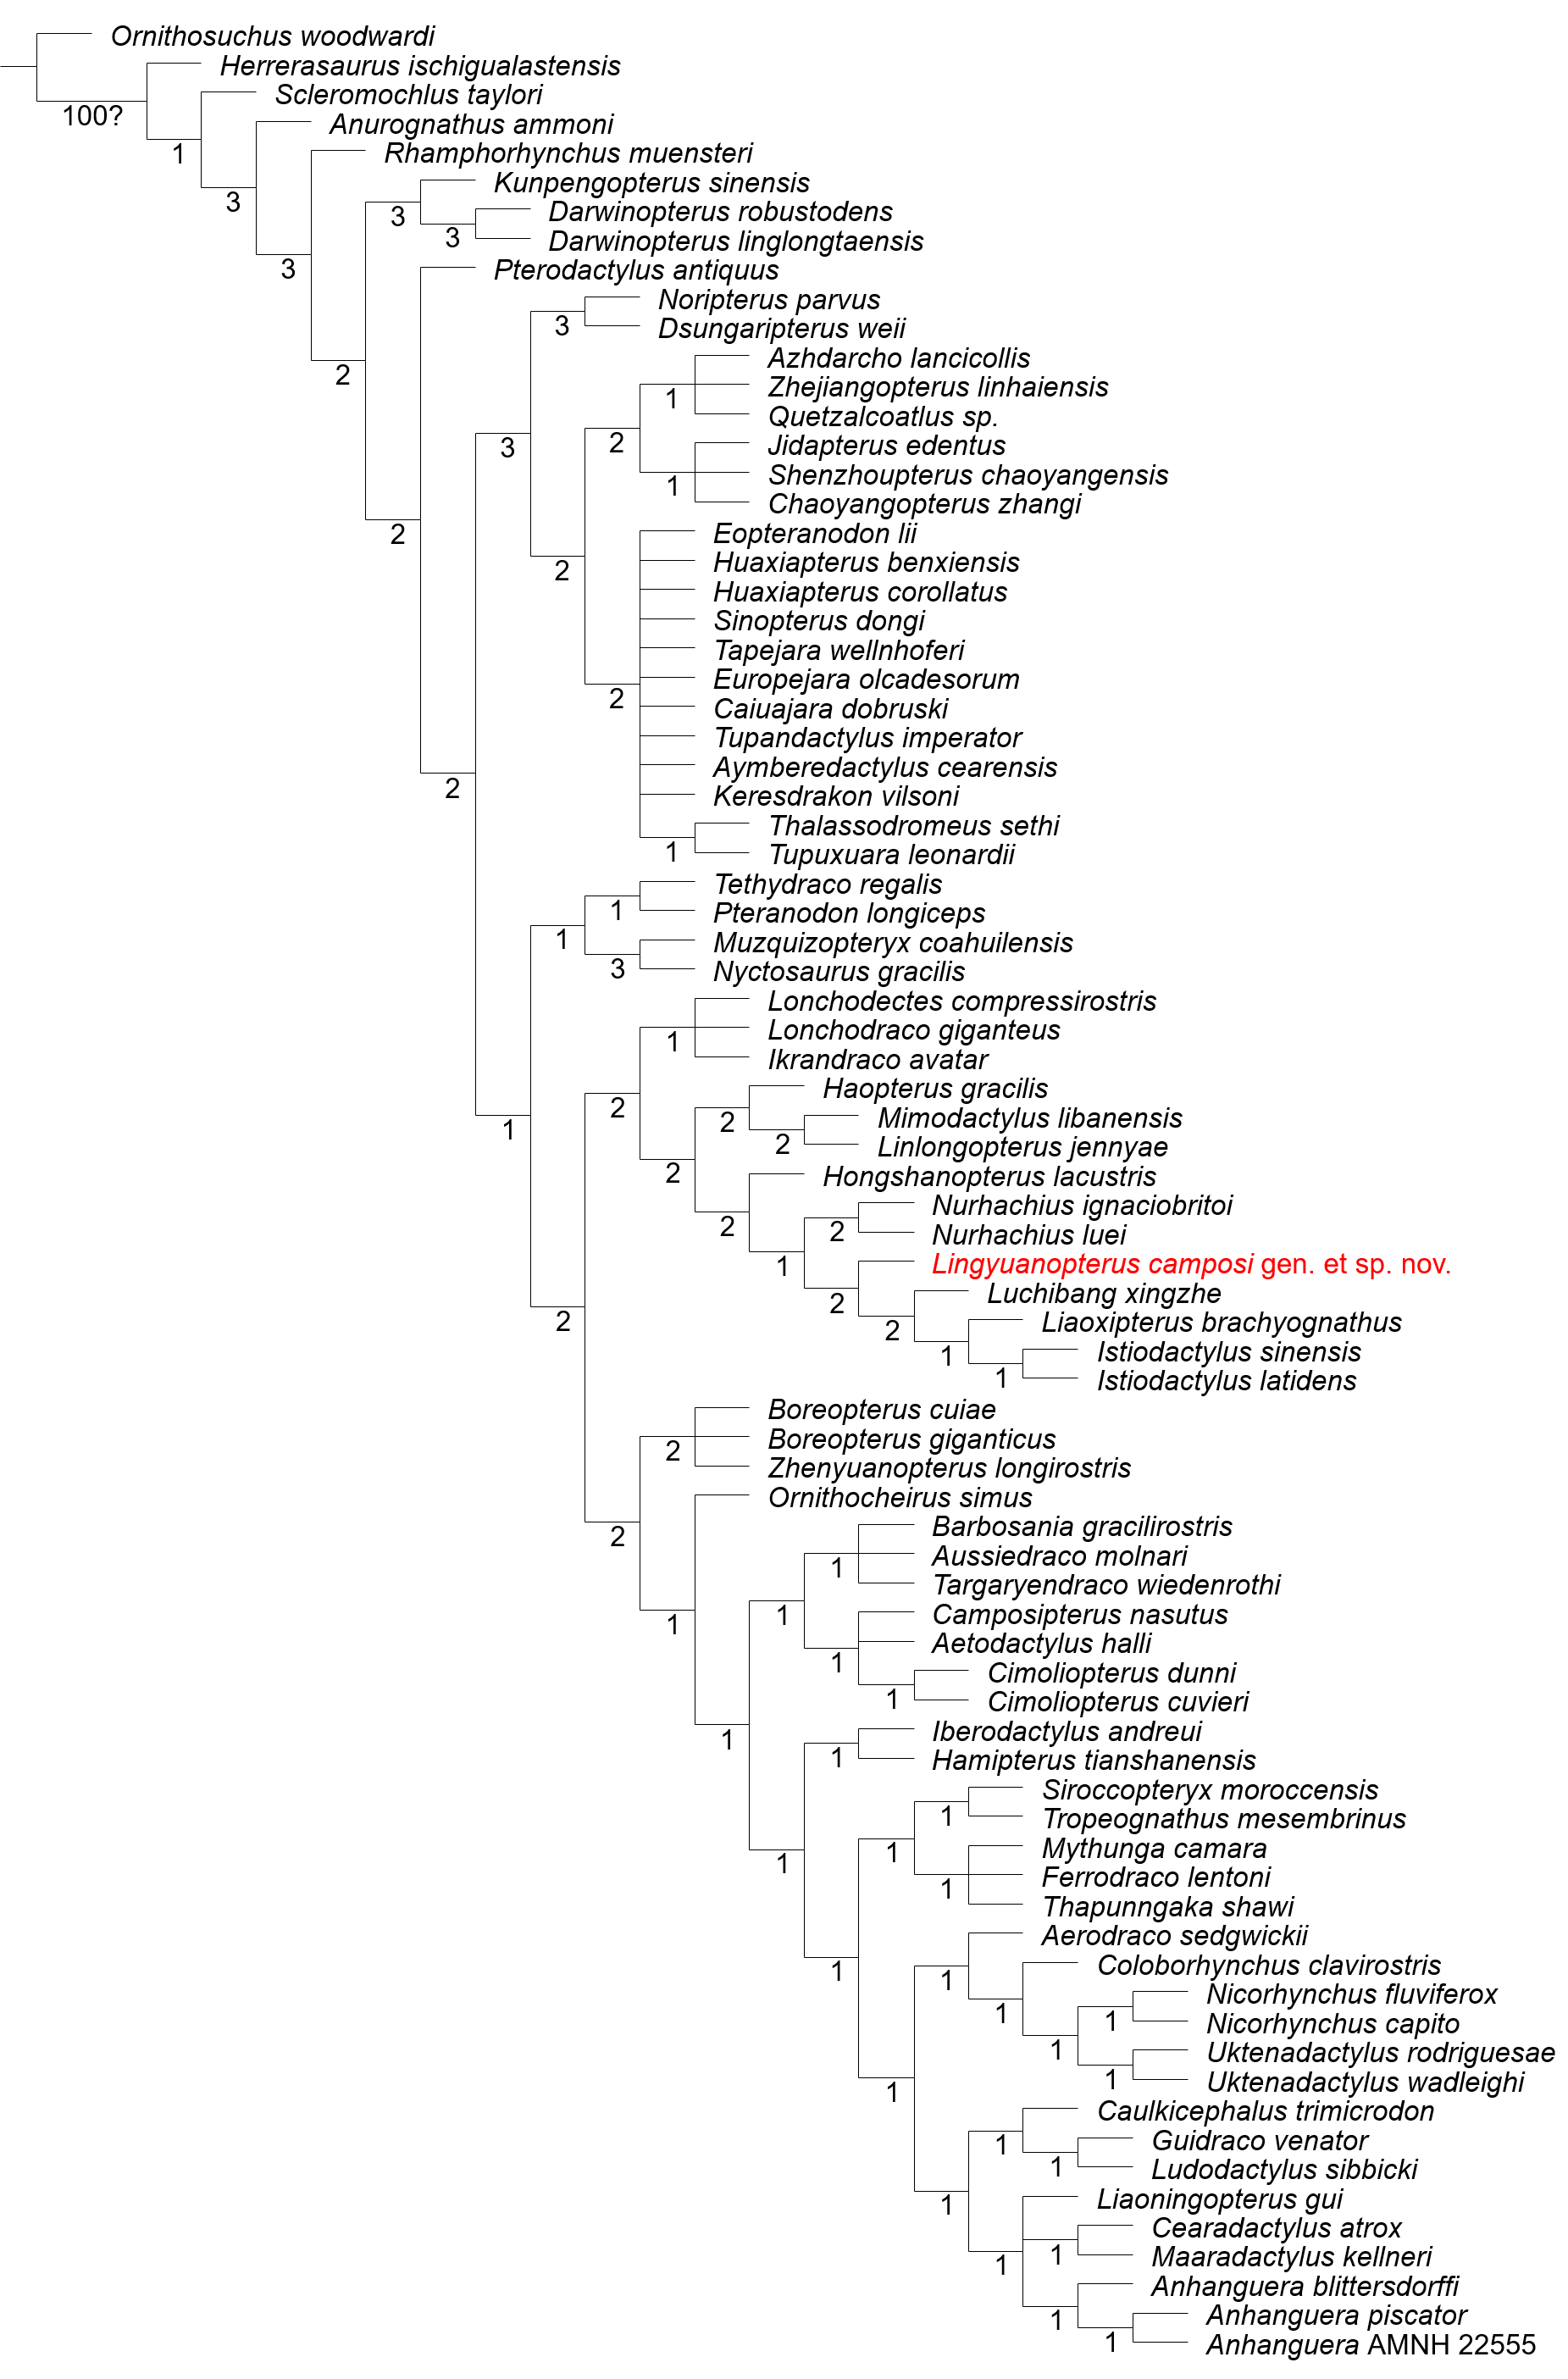 Ornithosuchus woodwardi
Herrerasaurus ischigualastensis
Scleromochlus taylori
100?
Anurognathus ammoni
1
Rhamphorhynchus muensteri
Kunpengopterus sinensis
3
Darwinopterus robustodens
3
3
Darwinopterus linglongtaensis
3
Pterodactylus antiquus
Noripterus parvus
3
Dsungaripterus weii
Azhdarcho lancicollis
2
Zhejiangopterus linhaiensis
1
Quetzalcoatlus sp.
3
2
Jidapterus edentus
Shenzhoupterus chaoyangensis
1
Chaoyangopterus zhangi
2
Eopteranodon lii
Huaxiapterus benxiensis
2
Huaxiapterus corollatus
Sinopterus dongi
Tapejara wellnhoferi
Europejara olcadesorum
2
Caiuajara dobruski
Tupandactylus imperator
Aymberedactylus cearensis
2
Keresdrakon vilsoni
Thalassodromeus sethi
1
Tupuxuara leonardii
Tethydraco regalis
1
Pteranodon longiceps
1
Muzquizopteryx coahuilensis
3
Nyctosaurus gracilis
Lonchodectes compressirostris
Lonchodraco giganteus
1
Ikrandraco avatar
Haopterus gracilis
2
Mimodactylus libanensis
2
1
2
Linlongopterus jennyae
2
Hongshanopterus lacustris
Nurhachius ignaciobritoi
2
2
Nurhachius luei
1
Lingyuanopterus camposi gen. et sp. nov.
2
Luchibang xingzhe
2
2
Liaoxipterus brachyognathus
1
Istiodactylus sinensis
1
Istiodactylus latidens
Boreopterus cuiae
2
Boreopterus giganticus
Zhenyuanopterus longirostris
Ornithocheirus simus
2
Barbosania gracilirostris
1
Aussiedraco molnari
Targaryendraco wiedenrothi
1
1
Camposipterus nasutus
Aetodactylus halli
1
Cimoliopterus dunni
1
Cimoliopterus cuvieri
1
Iberodactylus andreui
1
Hamipterus tianshanensis
Siroccopteryx moroccensis
1
Tropeognathus mesembrinus
1
1
Mythunga camara
Ferrodraco lentoni
1
Thapunngaka shawi
Aerodraco sedgwickii
1
1
Coloborhynchus clavirostris
1
Nicorhynchus fluviferox
1
Nicorhynchus capito
1
Uktenadactylus rodriguesae
1
1
Uktenadactylus wadleighi
Caulkicephalus trimicrodon
1
Guidraco venator
1
Ludodactylus sibbicki
1
Liaoningopterus gui
Cearadactylus atrox
1
1
Maaradactylus kellneri
Anhanguera blittersdorffi
1
Anhanguera piscator
1
Anhanguera AMNH 22555